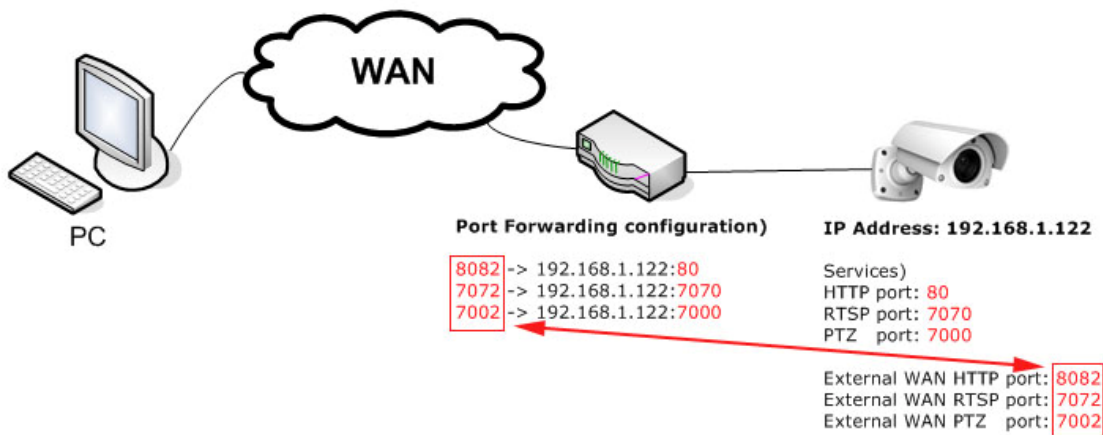 WAN
PC
Port Forwarding configuration)
8082 -> 192.168.1.122:80
7072 -> 192.168.1.122:7070
7002 -> 192.168.1.122:7000
IP Address: 192.168.1.122
Services)
HTTP port: 80
RTSP port: 7070
PTZ port: 7000
External WAN HTTP port: 8082
External WAN RTSP port: 7072
External WAN PTZ port: 7002